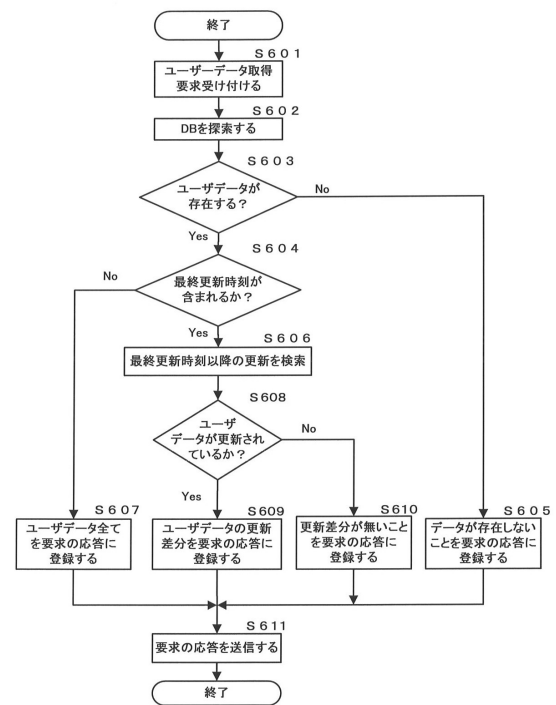 終了
S601
ユーザーデータ取得
要求受け付ける
S602
DBを探索する
S603
ユーザデータが
存在する?
No
Yes
S604
最終更新時刻が
含まれるか?
No
Yes
S606
最終更新時刻以降の更新を検索
S608
ユーザ
データが更新され
ているか?
No
Yes
S607
ユーザデータ全て
を要求の応答に
登録する
S609
ユーザデータの更新
差分を要求の応答に
登録する
S610
更新差分が無いこと
を要求の応答に
登録する
S605
データが存在しない
ことを要求の応答に
登録する
S611
要求の応答を送信する
終了